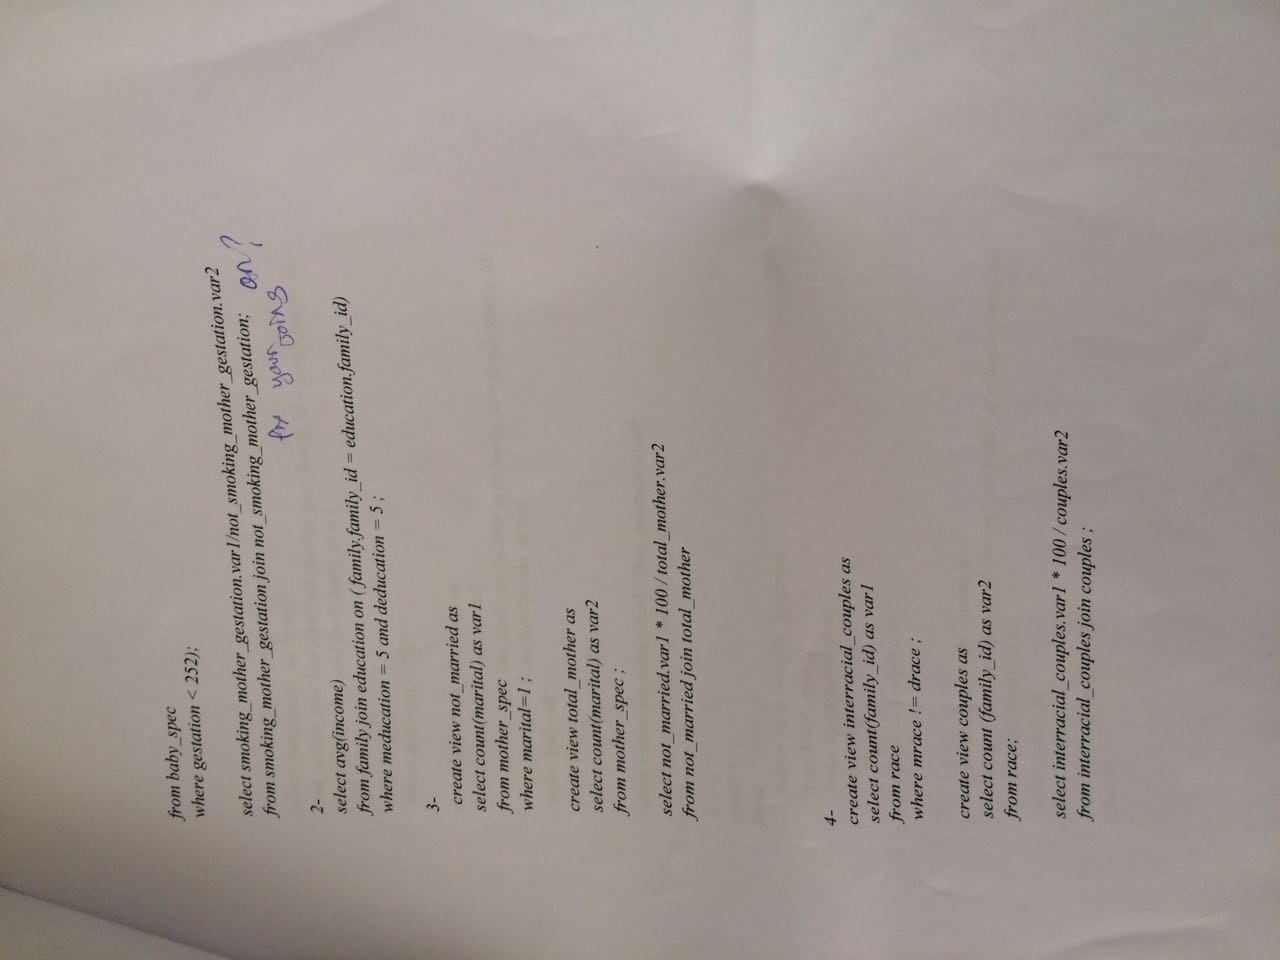 from baby_spec
where gestation < 252);
select smoking_mother_gestation.var1/not_smoking_mother_gestation.var2
from smoking_mother_gestation join not_smoking_mother_gestation; on?
your joins
2-
select avg(income)
from family join education on ( family.family_id = education.family_id)
where meducation = 5 and deducation = 5 ;
3-
create view not_married as
select count(marital) as var1
from mother_spec
where marital=1 ;
create view total_mother as
select count(marital) as var2
from mother_spec ;
select not_married.var1 * 100 / total_mother.var2
from not_married join total_mother
4-
create view interracial_couples as
select count(family_id) as var1
from race
where mrace != drace ;
create view couples as
select count (family_id) as var2
from race;
select interracial_couples.var1 * 100 / couples.var2
from interracial_couples join couples ;